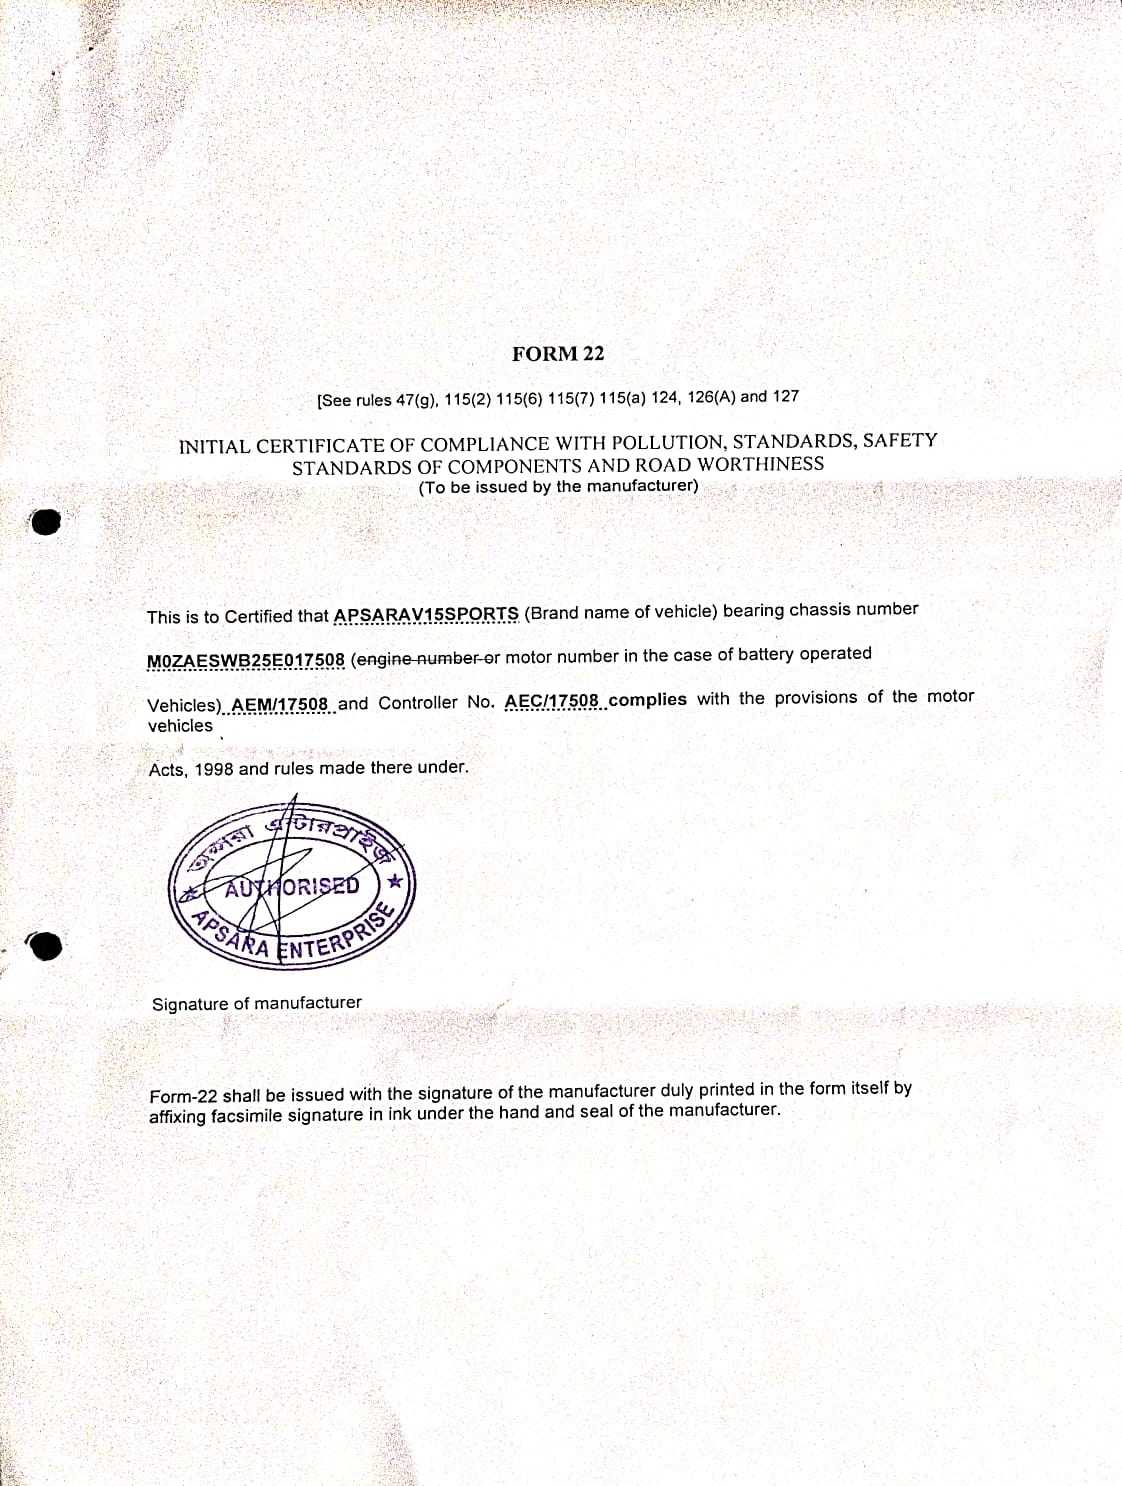 FORM 22
[See rules 47(g), 115(2) 115(6) 115(7) 115(a) 124, 126(A) and 127
INITIAL CERTIFICATE OF COMPLIANCE WITH POLLUTION, STANDARDS, SAFETY
STANDARDS OF COMPONENTS AND ROAD WORTHINESS
(To be issued by the manufacturer)
This is to Certified that APSARAV15SPORTS (Brand name of vehicle) bearing chassis number
M0ZAESWB25E017508 (engine number or motor number in the case of battery operated
Vehicles) AEM/17508 and Controller No. AEC/17508 complies with the provisions of the motor
vehicles
Acts, 1998 and rules made there under.
অপ্সরা এন্টারপ্রাইজ
AUTHORISED
APSARA ENTERPRISE
Signature of manufacturer
Form-22 shall be issued with the signature of the manufacturer duly printed in the form itself by
affixing facsimile signature in ink under the hand and seal of the manufacturer.